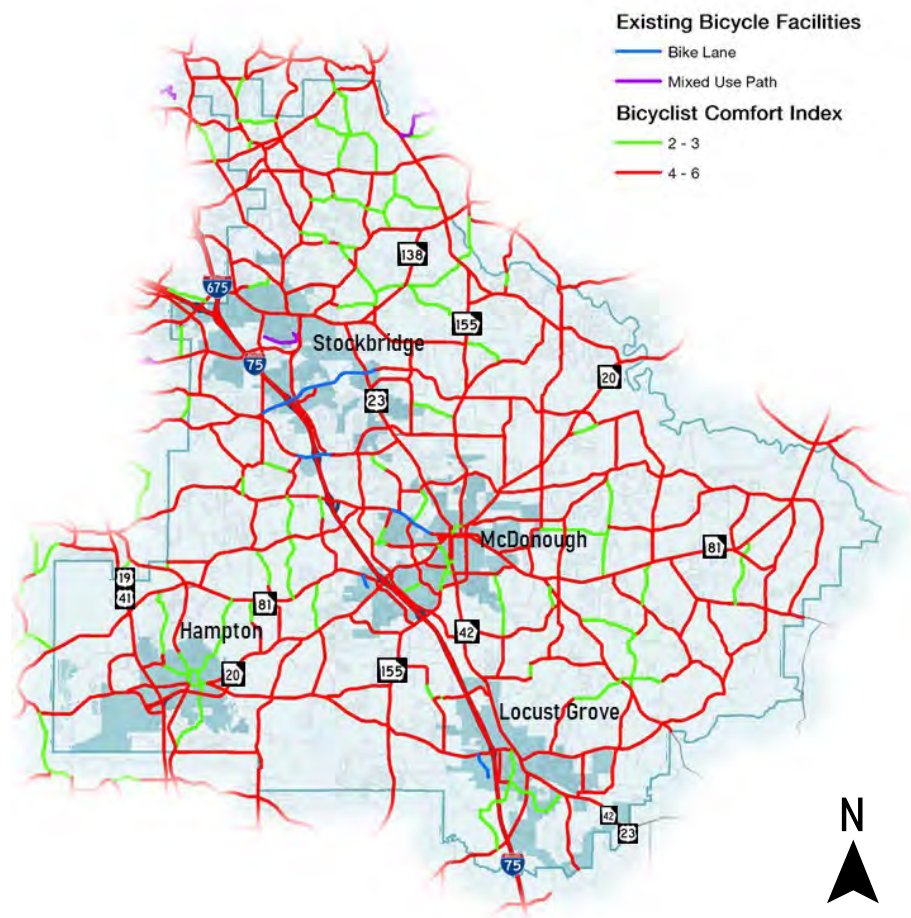 Existing Bicycle Facilities
Bike Lane
Mixed Use Path
Bicyclist Comfort Index
2 - 3
4 - 6
138
675
155
Stockbridge
75
20
23
McDonough
81
19
41
81
Hampton
42
20
155
Locust Grove
42
23
N
75